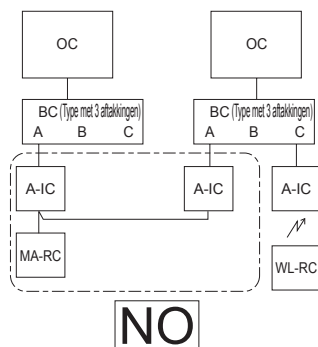 OC OC
BC (Type met 3 aftakkingen) BC (Type met 3 aftakkingen)
A B C A B C
A-IC A-IC A-IC
MA-RC WL-RC
NO